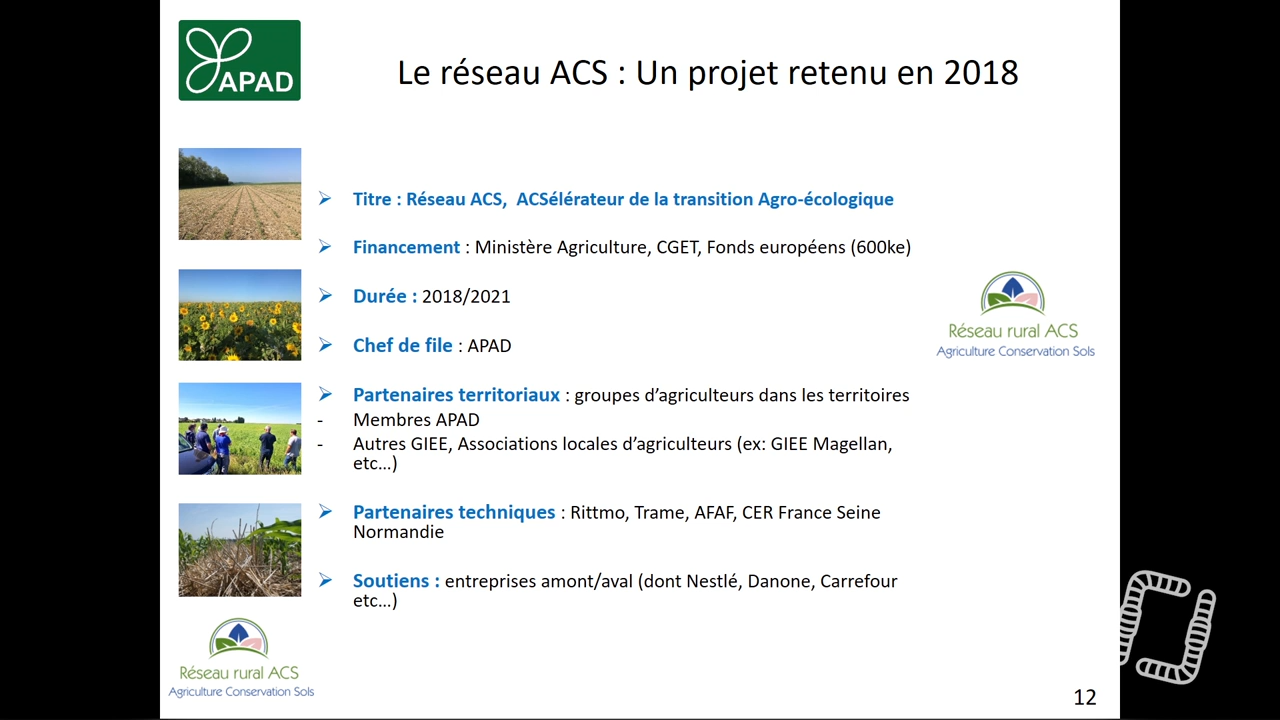 APAD
Le réseau ACS : Un projet retenu en 2018
Titre : Réseau ACS, ACSélérateur de la transition Agro-écologique
Financement : Ministère Agriculture, CGET, Fonds européens (600ke)
Durée : 2018/2021
Chef de file : APAD
Réseau rural ACS
Agriculture Conservation Sols
Partenaires territoriaux : groupes d’agriculteurs dans les territoires
- Membres APAD
- Autres GIEE, Associations locales d’agriculteurs (ex: GIEE Magellan,
etc…)
Partenaires techniques : Rittmo, Trame, AFAF, CER France Seine
Normandie
Soutiens : entreprises amont/aval (dont Nestlé, Danone, Carrefour
etc…)
Réseau rural ACS
Agriculture Conservation Sols
12